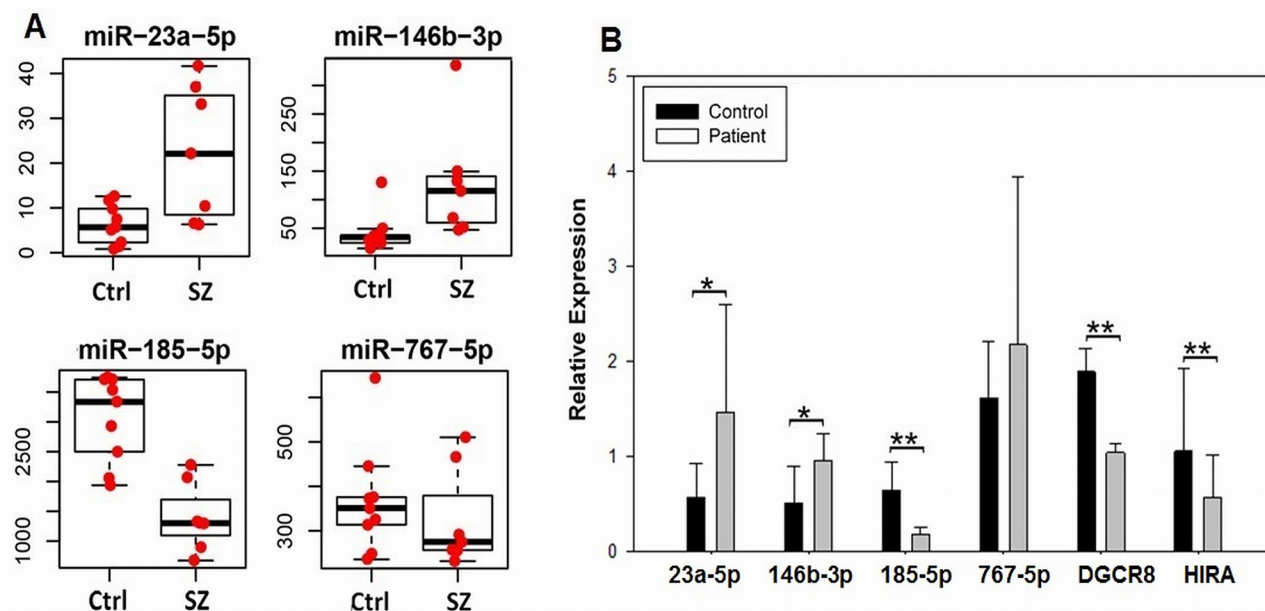 A
miR−23a−5p
40
30
20
10
0
Ctrl
SZ
miR−146b−3p
250
150
50
Ctrl
SZ
miR−185−5p
2500
1000
Ctrl
SZ
miR−767−5p
500
300
Ctrl
SZ
B
Relative Expression
5
4
3
2
1
0
Control
Patient
*
*
**
**
**
23a-5p 146b-3p 185-5p 767-5p DGCR8 HIRA